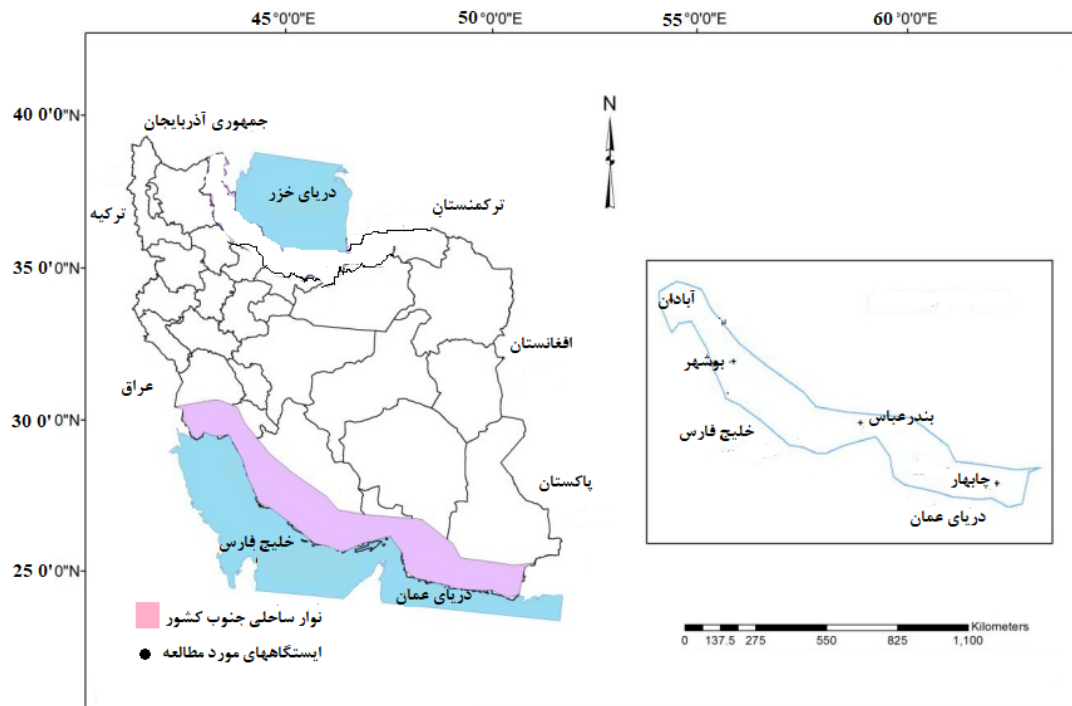 45°0'0"E 50°0'0"E 55°0'0"E 60°0'0"E
40 0'0"N
35 0'0"N
30 0'0"N
25 0'0"N
جمهوری آذربایجان
دریای خزر
ترکمنستان
ترکیه
افغانستان
عراق
پاکستان
خلیج فارس
دریای عمان
نوار ساحلی جنوب کشور
ایستگاههای مورد مطالعه
N
آبادان
بوشهر
بندرعباس
خلیج فارس
چابهار
دریای عمان
Kilometers
0 137.5 275 550 825 1,100